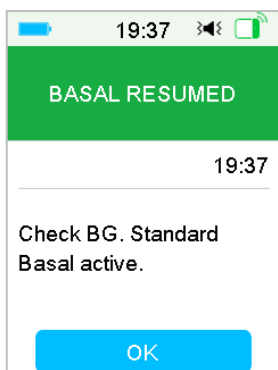 19:37
BASAL RESUMED
19:37
Check BG. Standard
Basal active.
OK